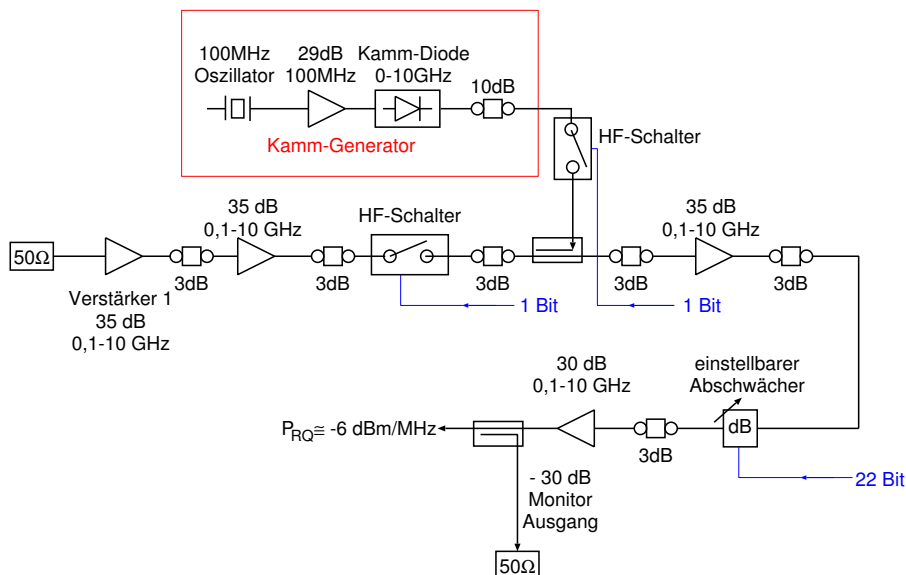 100MHz
Oszillator
29dB
100MHz
Kamm-Diode
0-10GHz
10dB
Kamm-Generator
HF-Schalter
50Ω
Verstärker 1
35 dB
0,1-10 GHz
3dB
35 dB
0,1-10 GHz
3dB
HF-Schalter
1 Bit
3dB
1 Bit
3dB
35 dB
0,1-10 GHz
3dB
einstellbarer
Abschwächer
dB
22 Bit
3dB
30 dB
0,1-10 GHz
P_RQ ≅ -6 dBm/MHz
- 30 dB
Monitor
Ausgang
50Ω